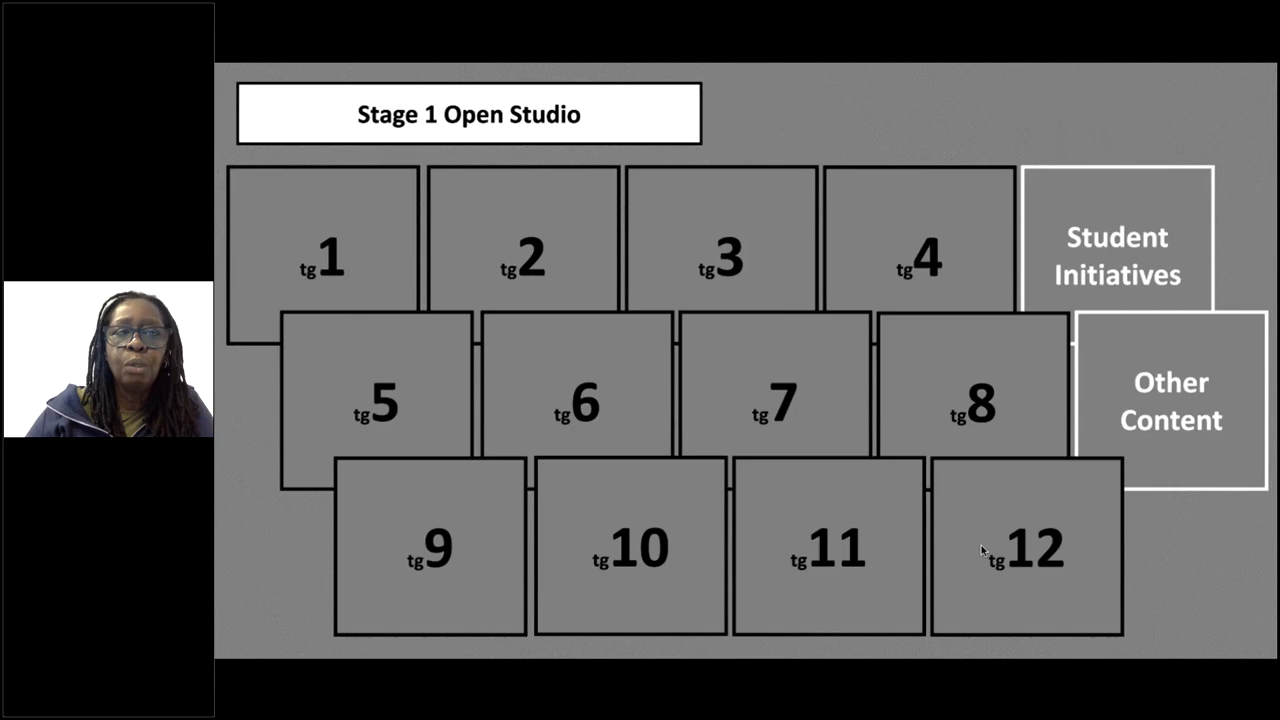 Stage 1 Open Studio
tg1
tg2
tg3
tg4
Student
Initiatives
tg5
tg6
tg7
tg8
Other
Content
tg9
tg10
tg11
tg12